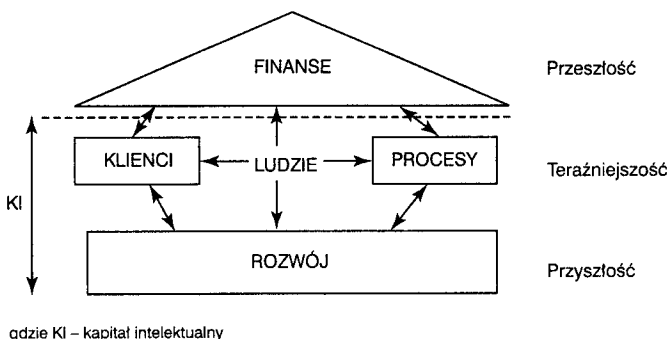 FINANSE
Przeszłość
KLIENCI
LUDZIE
PROCESY
Teraźniejszość
KI
ROZWÓJ
Przyszłość
gdzie KI – kapitał intelektualny